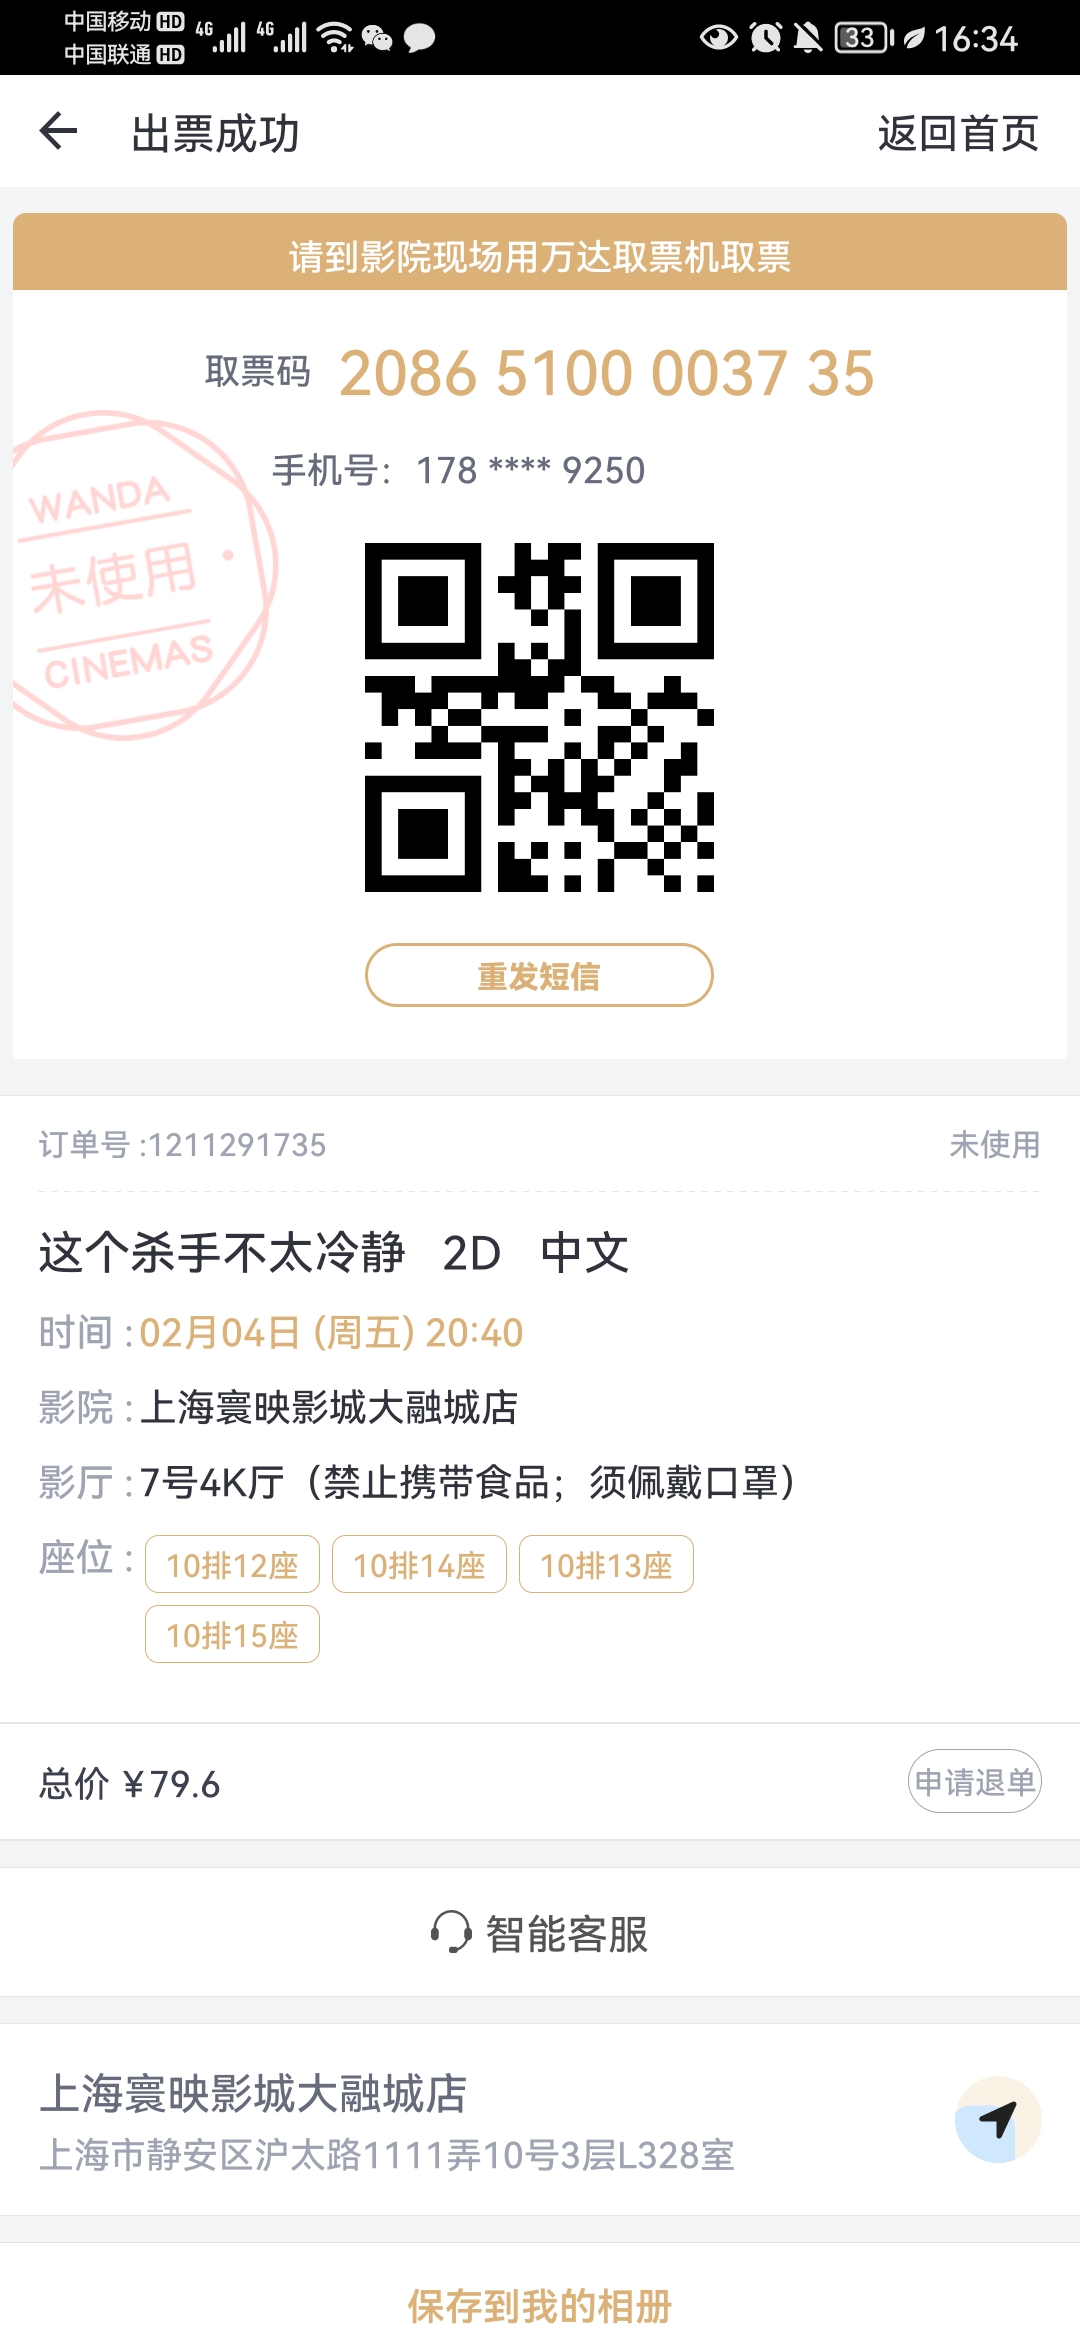 中国移动 HD 4G 4G 33 16:34
中国联通 HD
出票成功 返回首页
请到影院现场用万达取票机取票
取票码 2086 5100 0037 35
手机号： 178 **** 9250
WANDA
未使用
CINEMAS
重发短信
订单号 :1211291735 未使用
这个杀手不太冷静 2D 中文
时间 : 02月04日 (周五) 20:40
影院 : 上海寰映影城大融城店
影厅 : 7号4K厅（禁止携带食品；须佩戴口罩）
座位 : 10排12座 10排14座 10排13座
10排15座
总价 ￥79.6 申请退单
智能客服
上海寰映影城大融城店
上海市静安区沪太路1111弄10号3层L328室
保存到我的相册